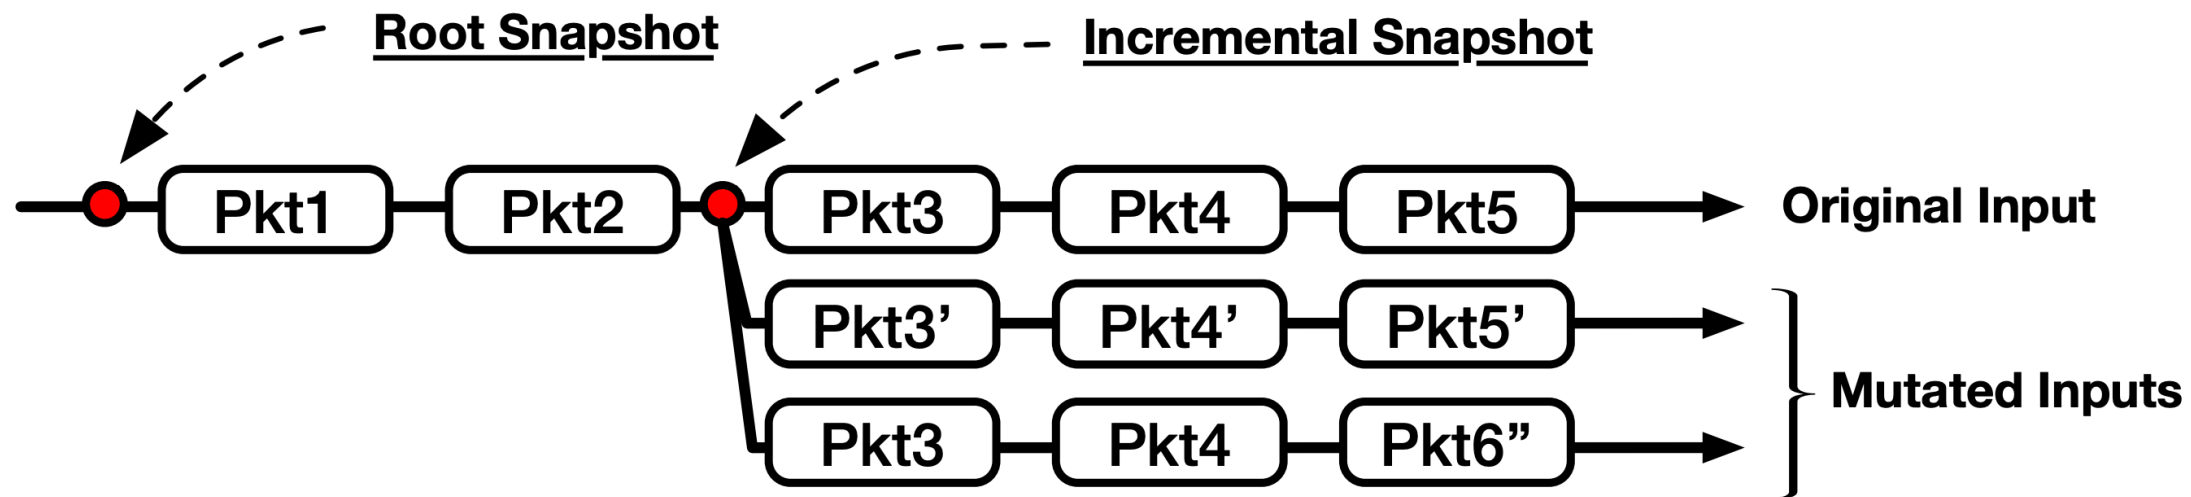 Root Snapshot
Incremental Snapshot
Pkt1 Pkt2 Pkt3 Pkt4 Pkt5 Original Input
Pkt3’ Pkt4’ Pkt5’
Mutated Inputs
Pkt3 Pkt4 Pkt6”